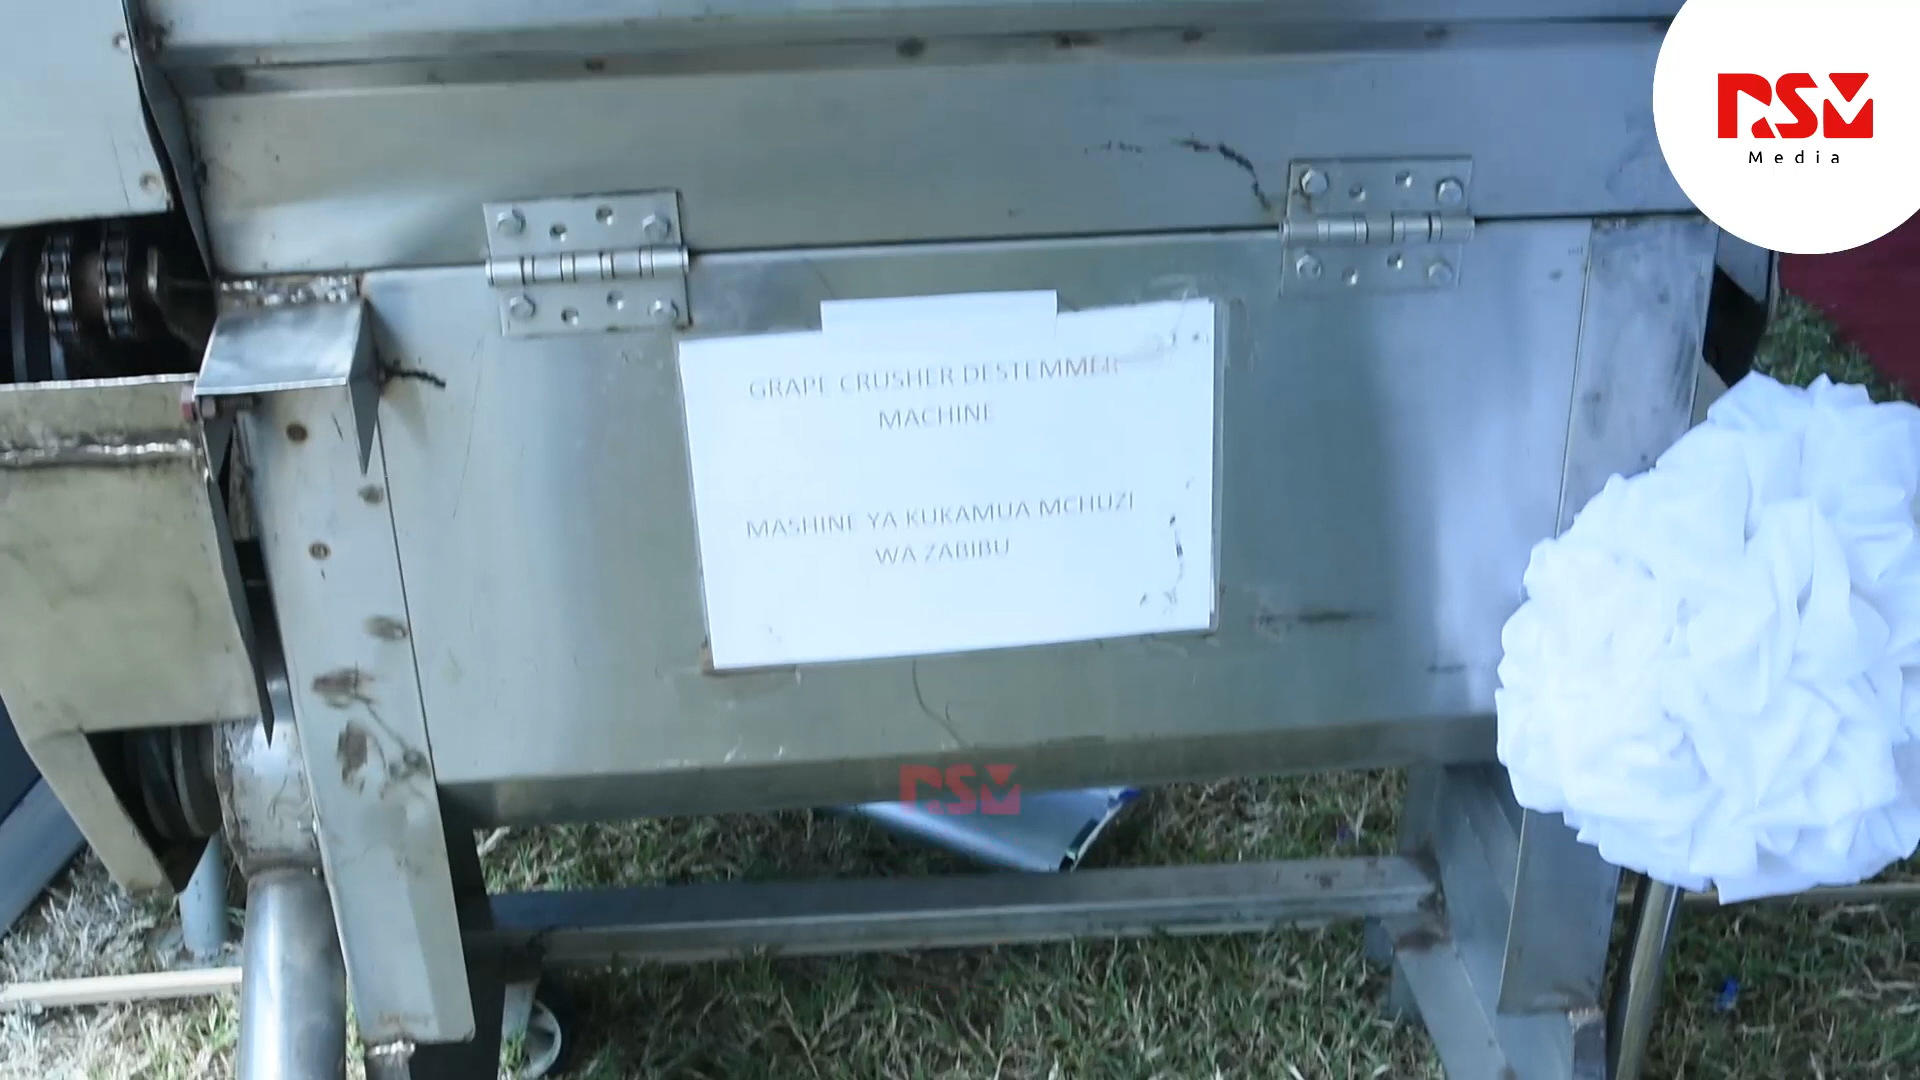 RSM
Media
GRAPE CRUSHER DESTEMMER
MACHINE
MASHINE YA KUKAMUA MCHUZI
WA ZABIBU
RSM